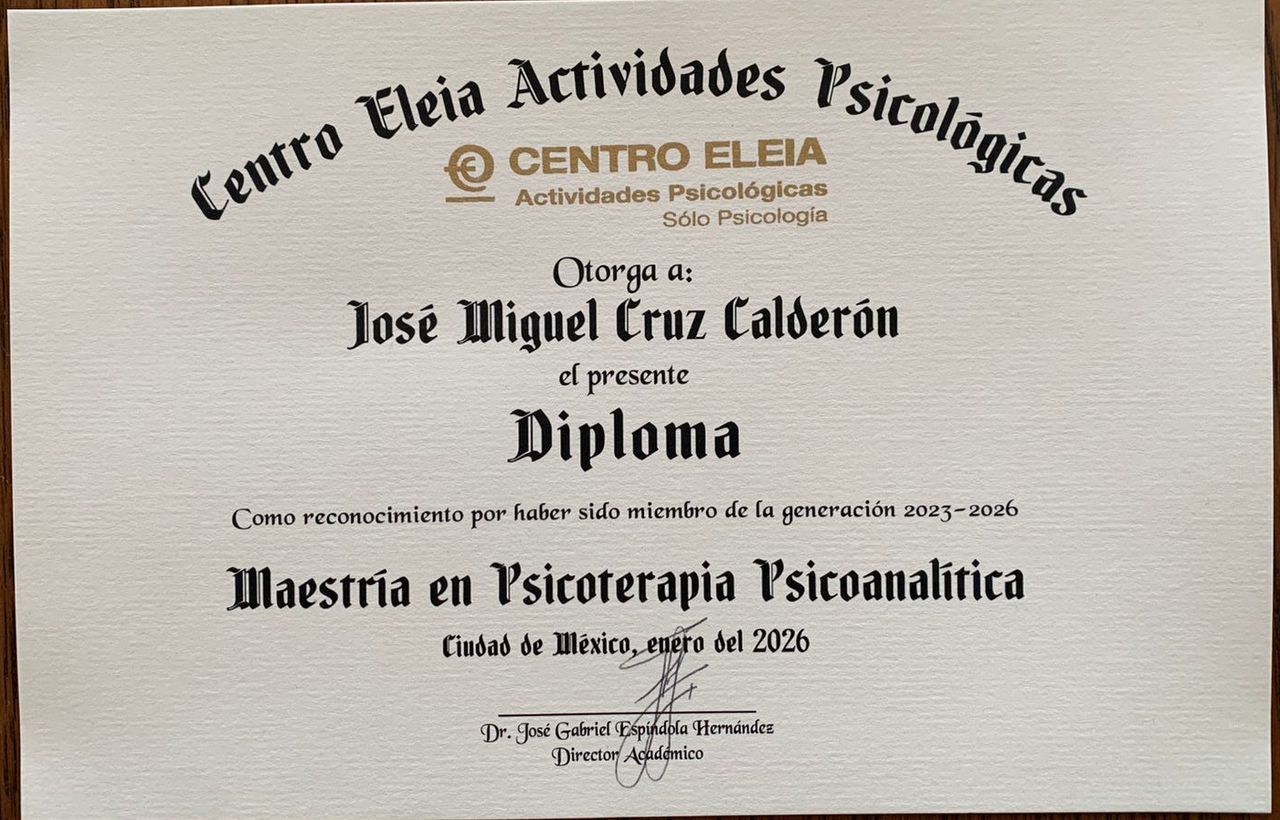 Centro Eleia Actividades Psicológicas
CENTRO ELEIA
Actividades Psicológicas
Sólo Psicología
Otorga a:
José Miguel Cruz Calderón
el presente
Diploma
Como reconocimiento por haber sido miembro de la generación 2023-2026
Maestría en Psicoterapia Psicoanalítica
Ciudad de México, enero del 2026
Dr. José Gabriel Espíndola Hernández
Director Académico